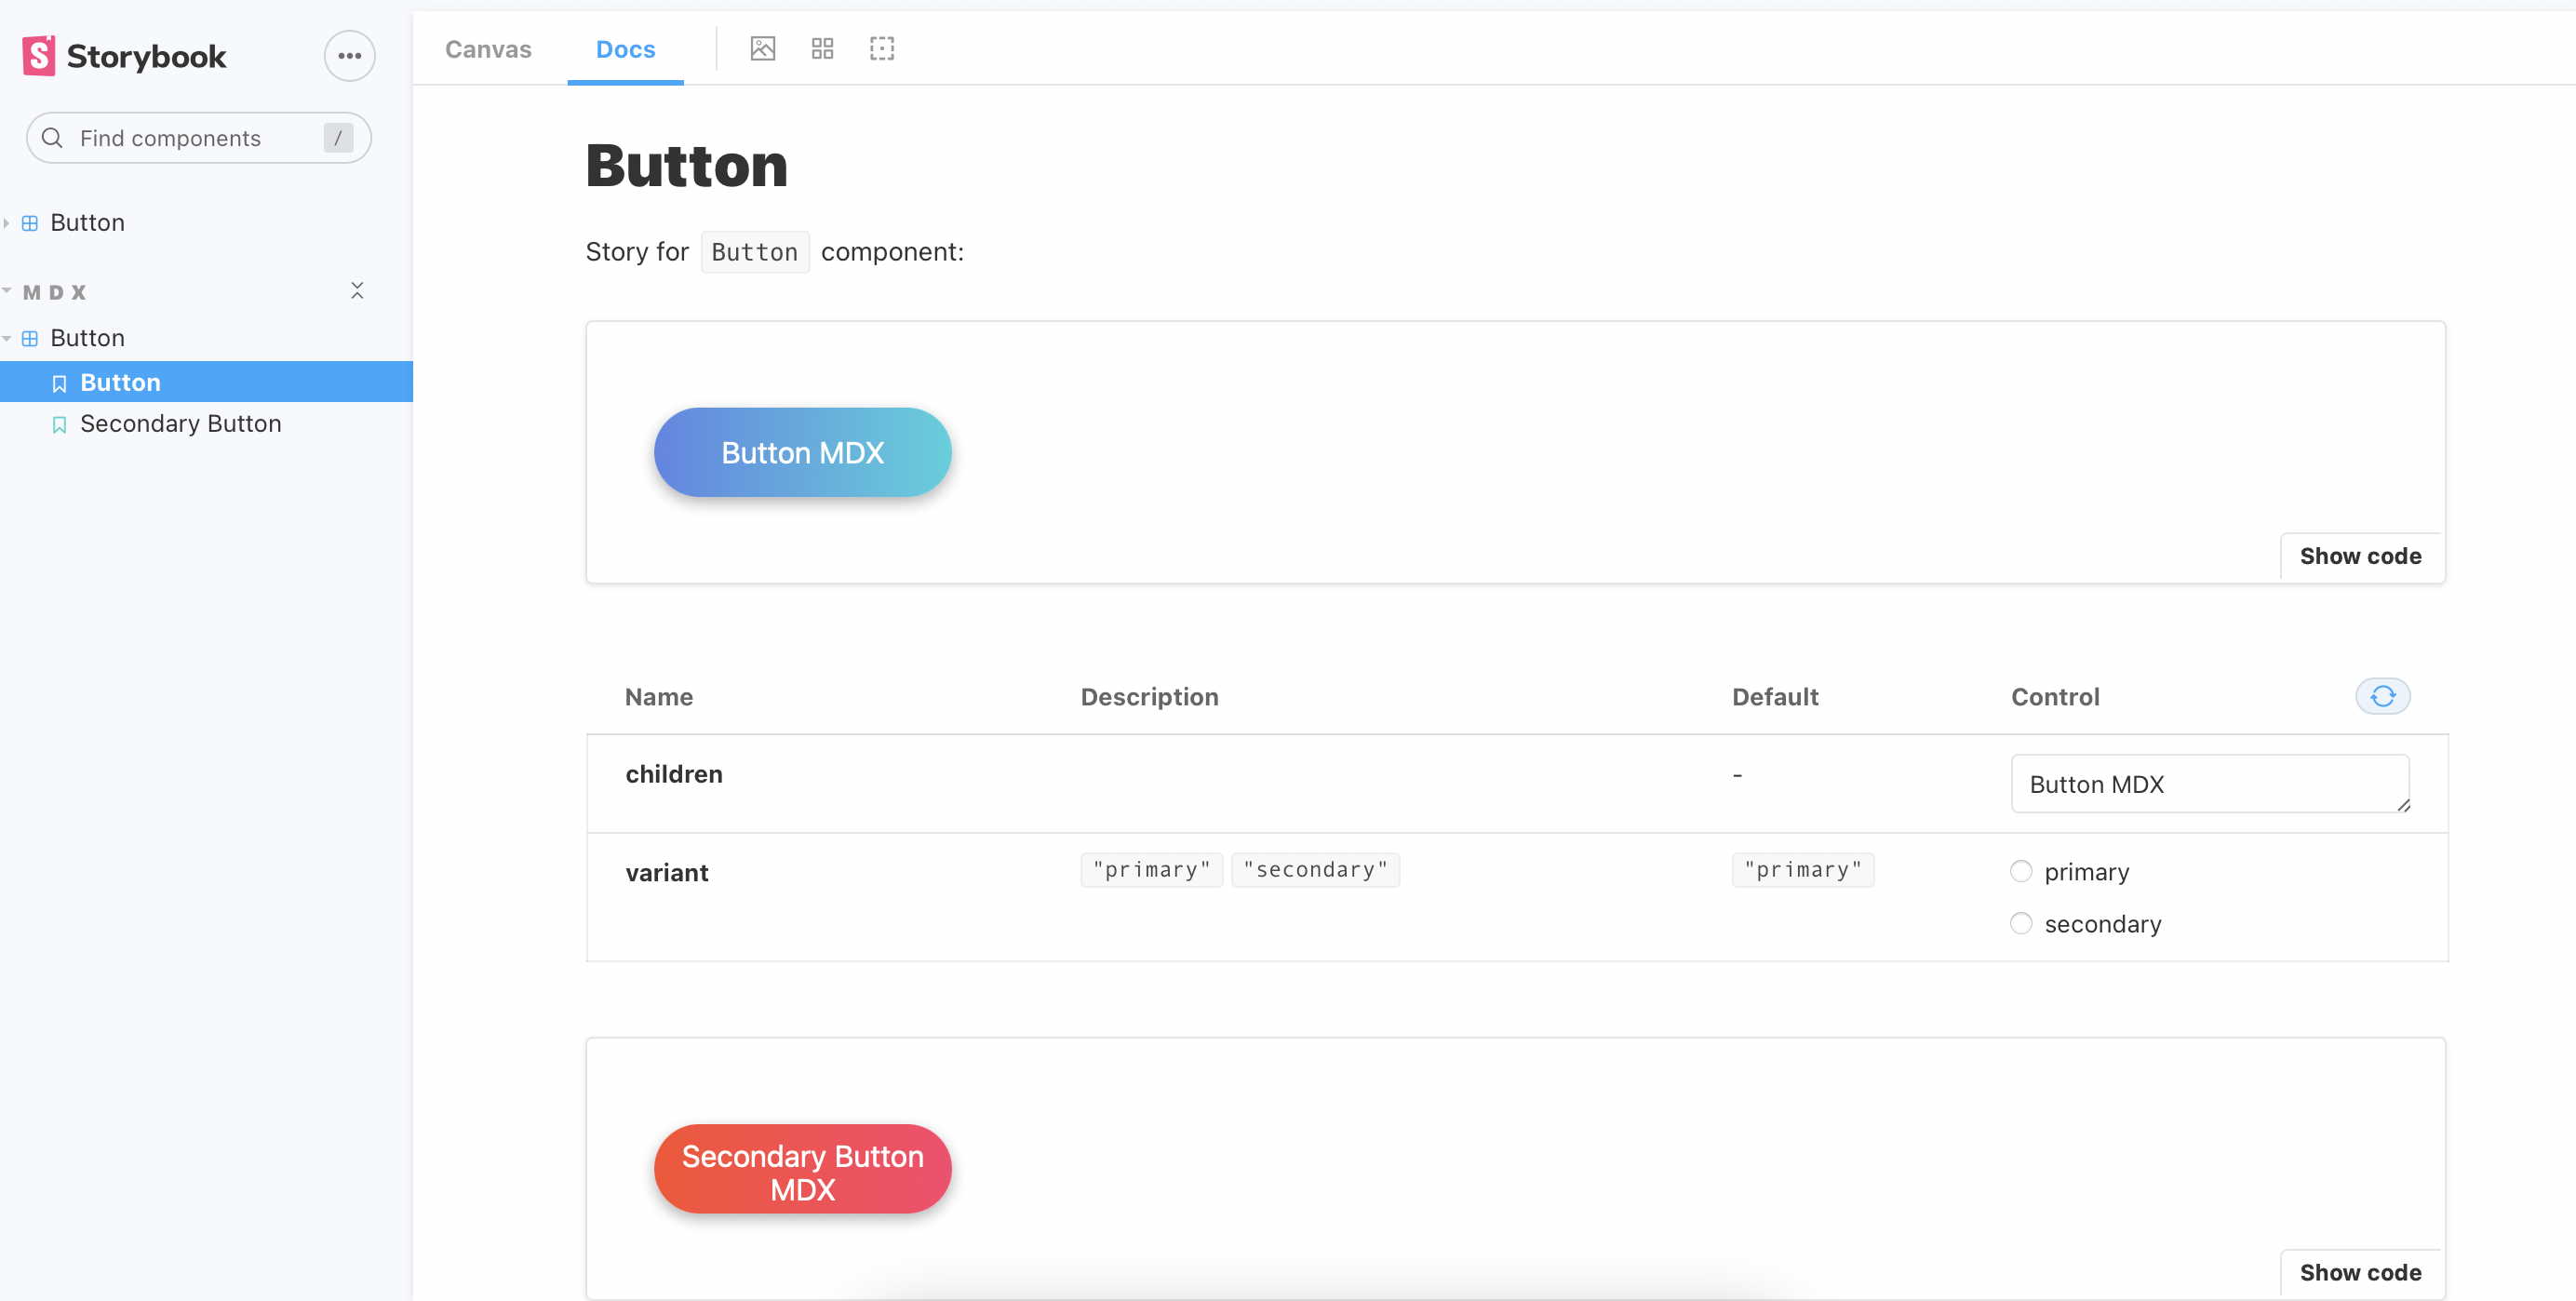 Storybook
Find components /
Button
MDX
Button
Button
Secondary Button
Canvas Docs
Button
Story for Button component:
Button MDX
Show code
Name Description Default Control
children - Button MDX
variant "primary" "secondary" "primary" primary
secondary
Secondary Button
MDX
Show code